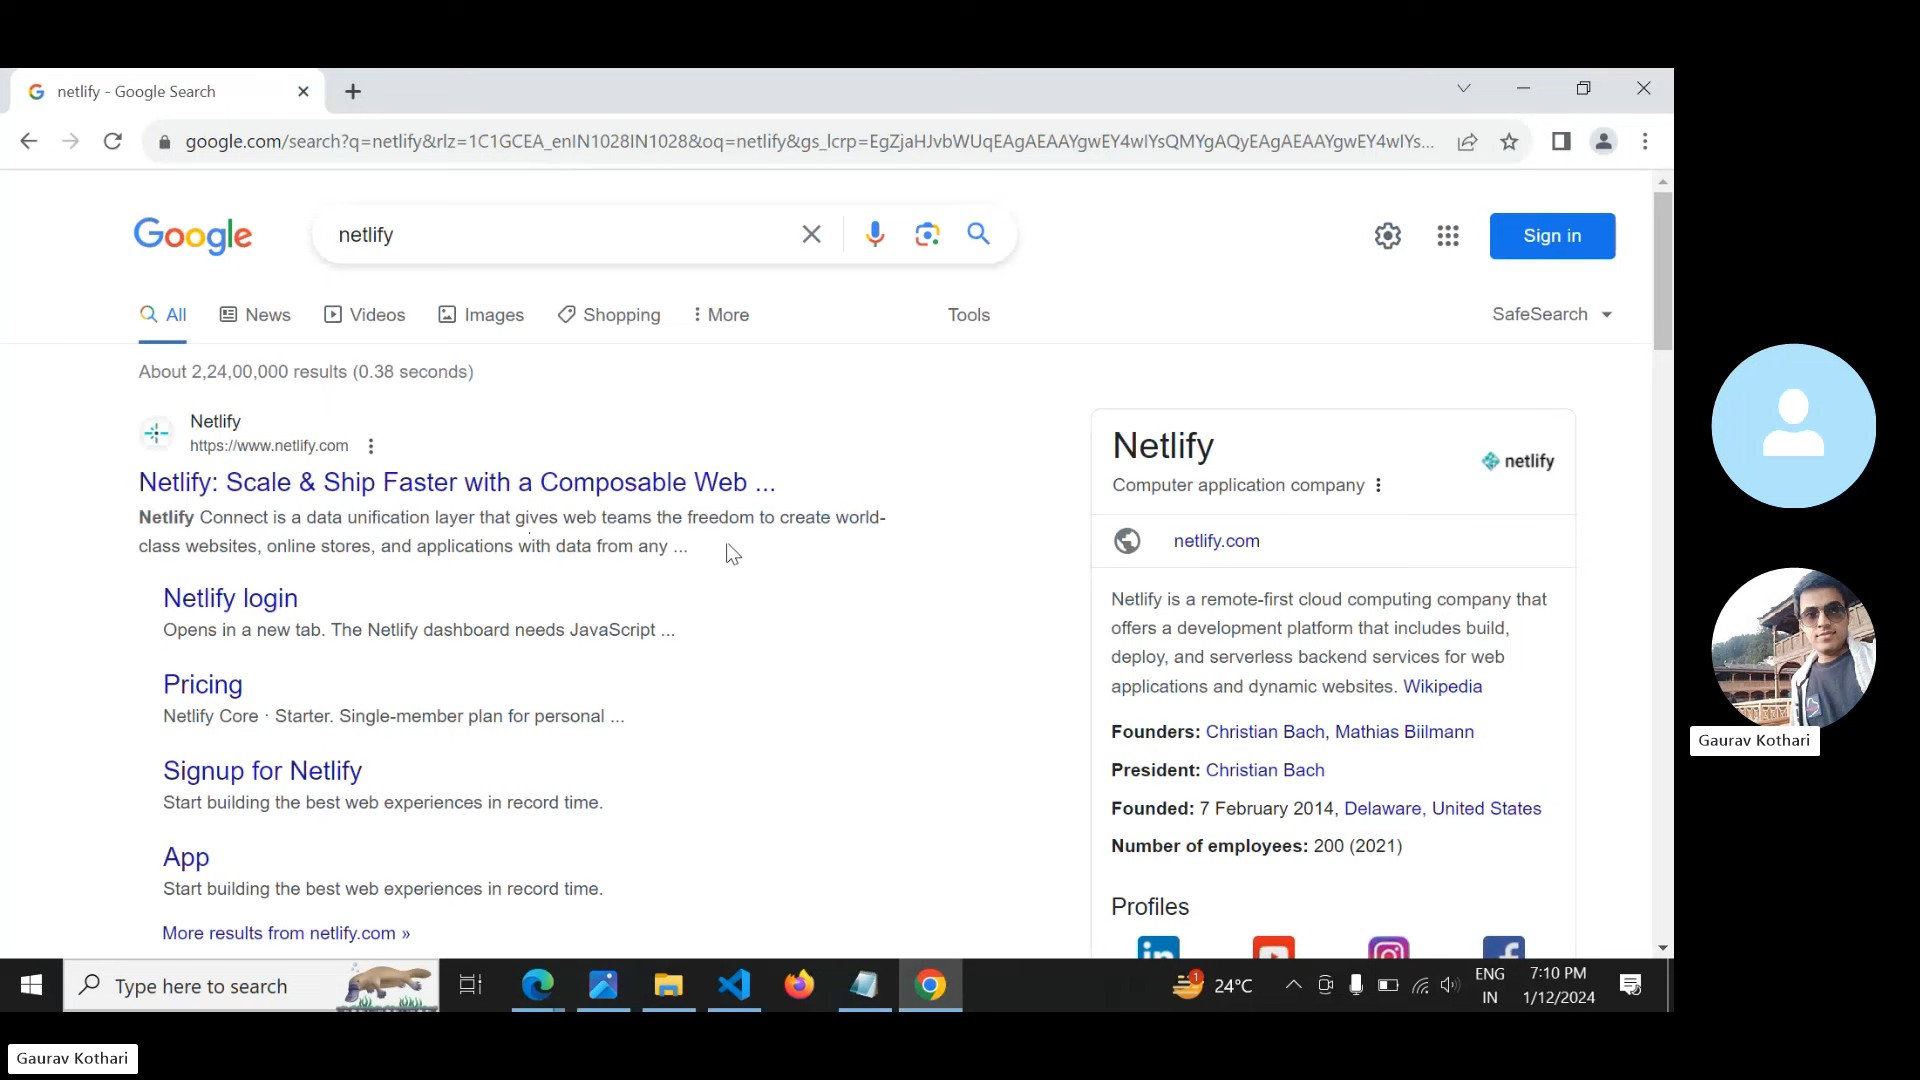 netlify - Google Search
google.com/search?q=netlify&rlz=1C1GCEA_enIN1028IN1028&oq=netlify&gs_lcrp=EgZjaHJvbWUqEAgAEAAYgwEY4wIYsQMYgAQyEAgAEAAYgwEY4wIYs...
Google
netlify
Sign in
All
News
Videos
Images
Shopping
More
Tools
SafeSearch
About 2,24,00,000 results (0.38 seconds)
Netlify
https://www.netlify.com
Netlify: Scale & Ship Faster with a Composable Web ...
Netlify Connect is a data unification layer that gives web teams the freedom to create world-
class websites, online stores, and applications with data from any ...
Netlify login
Opens in a new tab. The Netlify dashboard needs JavaScript ...
Pricing
Netlify Core · Starter. Single-member plan for personal ...
Signup for Netlify
Start building the best web experiences in record time.
App
Start building the best web experiences in record time.
More results from netlify.com »
Netlify
netlify
Computer application company
netlify.com
Netlify is a remote-first cloud computing company that
offers a development platform that includes build,
deploy, and serverless backend services for web
applications and dynamic websites. Wikipedia
Founders: Christian Bach, Mathias Biilmann
President: Christian Bach
Founded: 7 February 2014, Delaware, United States
Number of employees: 200 (2021)
Profiles
Gaurav Kothari
Type here to search
1
24°C
ENG
IN
7:10 PM
1/12/2024
Gaurav Kothari